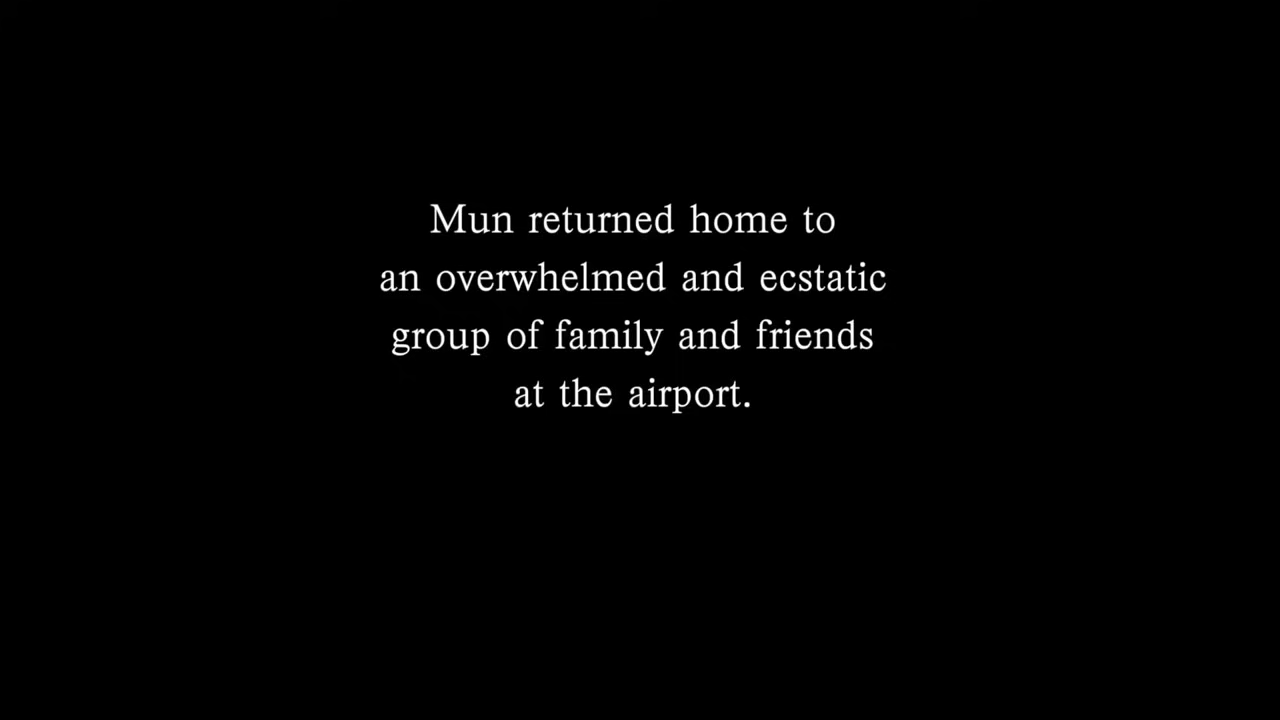 Mun returned home to
an overwhelmed and ecstatic
group of family and friends
at the airport.